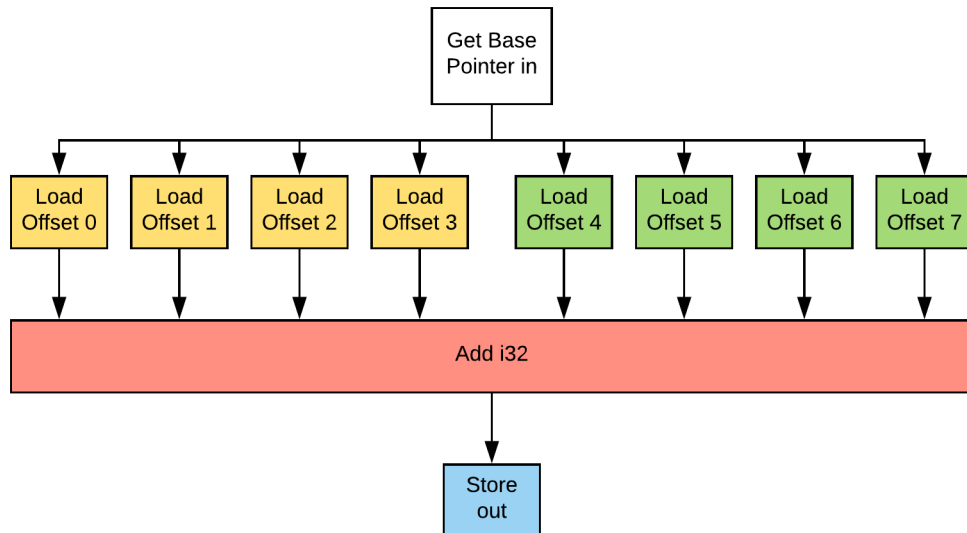 Get Base
Pointer in
Load
Offset 0
Load
Offset 1
Load
Offset 2
Load
Offset 3
Load
Offset 4
Load
Offset 5
Load
Offset 6
Load
Offset 7
Add i32
Store
out